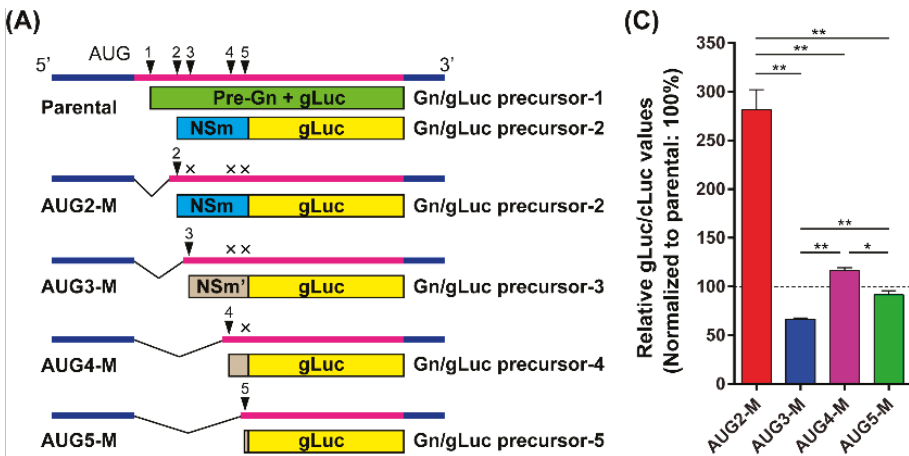 (A)
AUG 1 2 3 4 5
5’ 3’
Parental
Pre-Gn + gLuc Gn/gLuc precursor-1
NSm gLuc Gn/gLuc precursor-2
2 × × ×
AUG2-M
NSm gLuc Gn/gLuc precursor-2
3 × ×
AUG3-M
NSm’ gLuc Gn/gLuc precursor-3
4 ×
AUG4-M
gLuc Gn/gLuc precursor-4
5
AUG5-M
gLuc Gn/gLuc precursor-5
(C)
Relative gLuc/cLuc values
(Normalized to parental: 100%)
350
300
250
200
150
100
50
0
**
**
**
**
** *
AUG2-M
AUG3-M
AUG4-M
AUG5-M